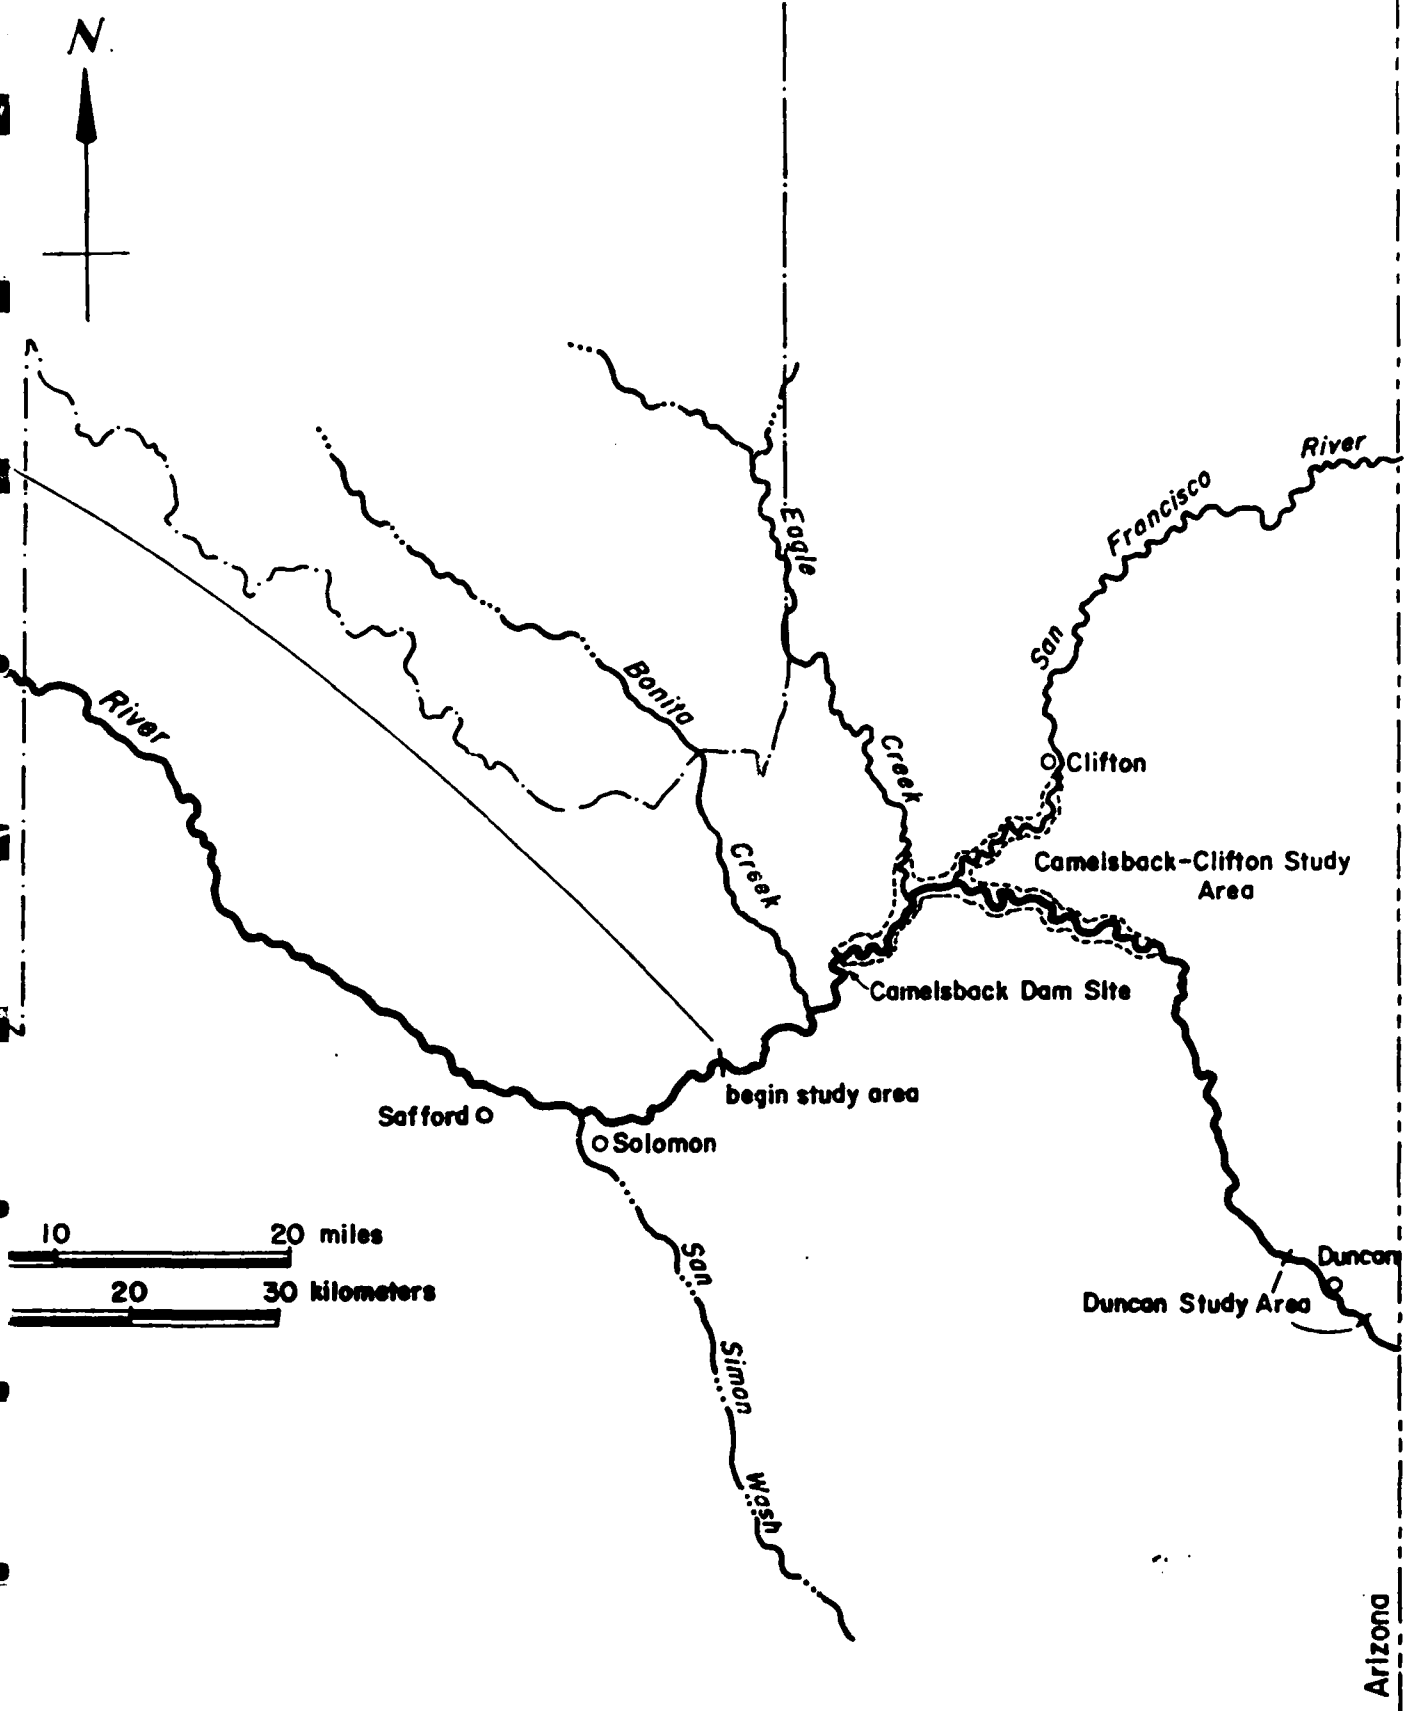 N
River
Francisco
San
Eagle
Creek
Bonita
Creek
River
Clifton
Camelsback-Clifton Study
Area
Camelsback Dam Site
begin study area
Safford
Solomon
10 20 miles
20 30 kilometers
Duncan
Duncan Study Area
San
Simon
Wash
Arizona